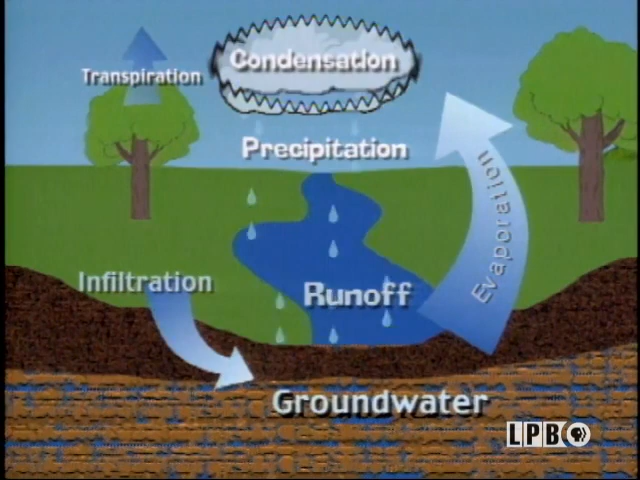 Condensation
Transpiration
Precipitation
Evaporation
Infiltration
Runoff
Groundwater
LPB